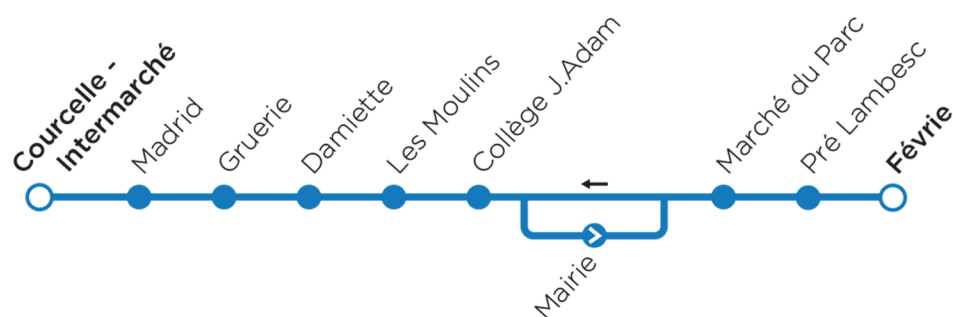 Courcelle -
Intermarché
Madrid
Gruerie
Damiette
Les Moulins
Collège J.Adam
Mairie
Marché du Parc
Pré Lambesc
Févrie